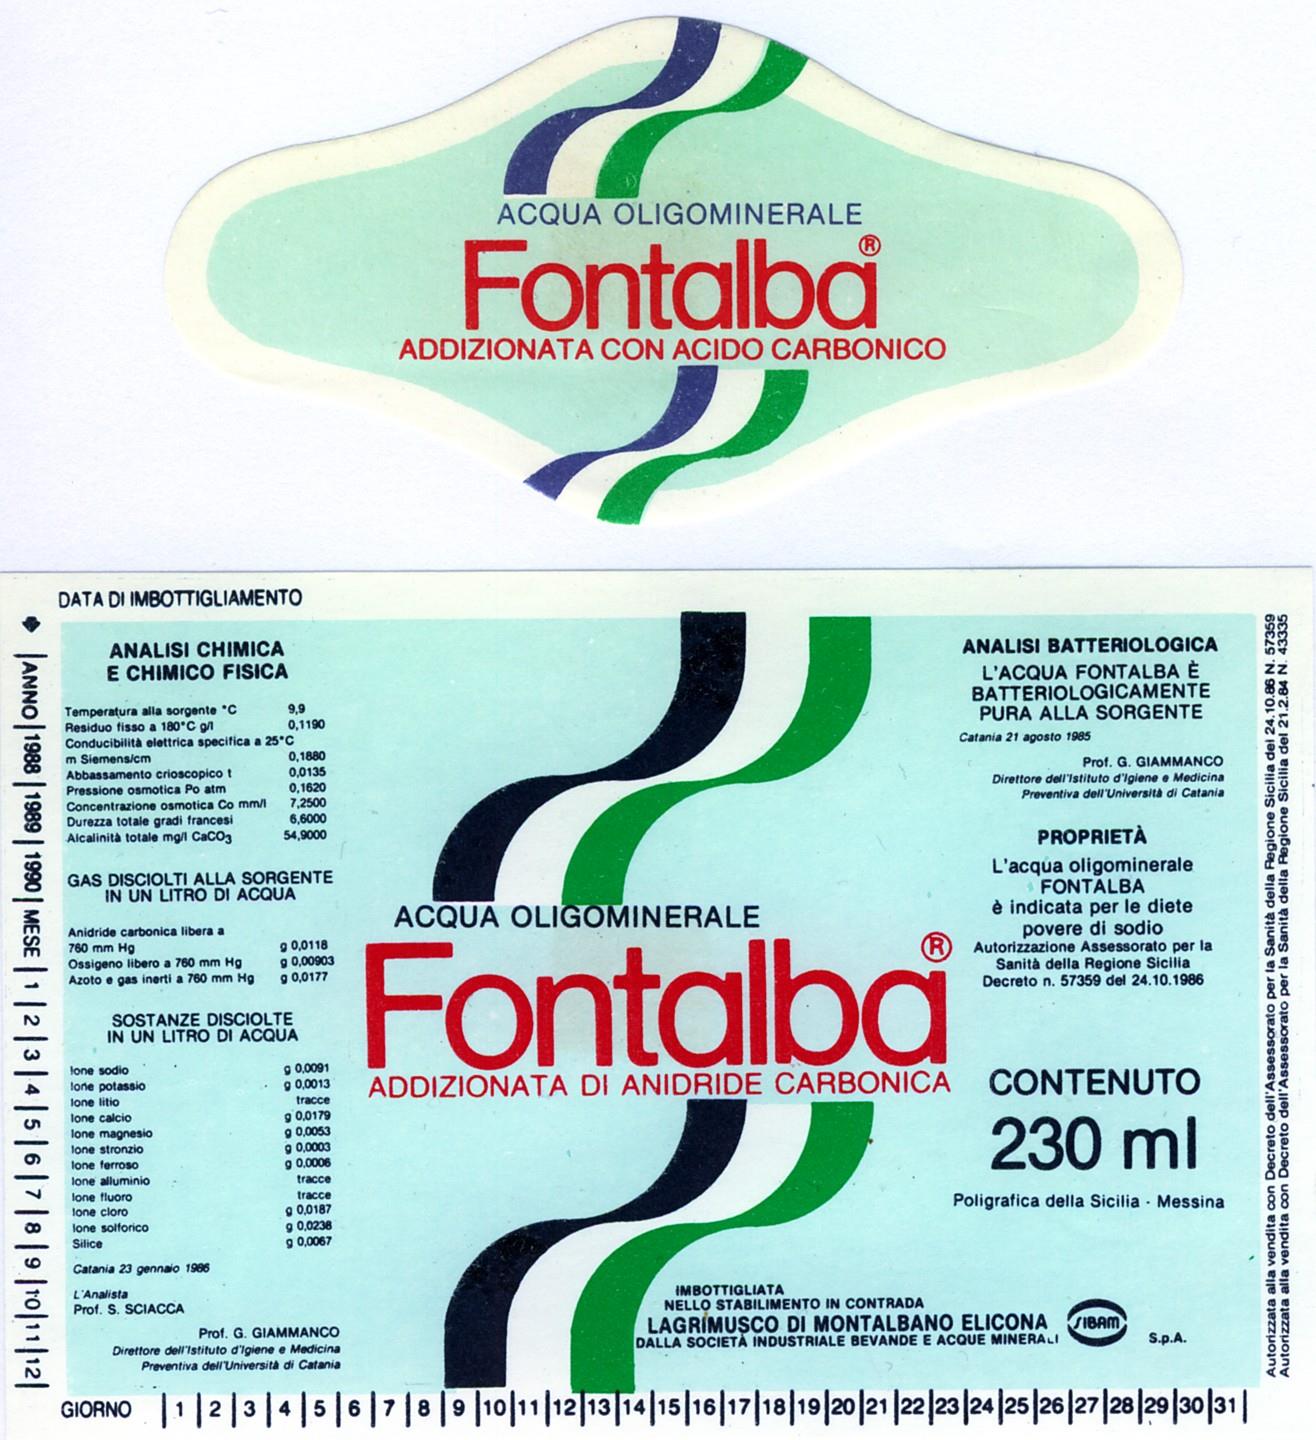 ACQUA OLIGOMINERALE
Fontalba®
ADDIZIONATA CON ACIDO CARBONICO
DATA DI IMBOTTIGLIAMENTO
ANNO|1988|1989|1990|MESE|1|2|3|4|5|6|7|8|9|10|11|12|
ANALISI CHIMICA
E CHIMICO FISICA
Temperatura alla sorgente °C 9,9
Residuo fisso a 180°C g/l 0,1190
Conducibilità elettrica specifica a 25°C
m Siemens/cm 0,1880
Abbassamento crioscopico t 0,0135
Pressione osmotica Po atm 0,1620
Concentrazione osmotica Co mm/l 7,2500
Durezza totale gradi francesi 6,6000
Alcalinità totale mg/l CaCO3 54,9000
GAS DISCIOLTI ALLA SORGENTE
IN UN LITRO DI ACQUA
Anidride carbonica libera a
760 mm Hg g 0,0118
Ossigeno libero a 760 mm Hg g 0,00903
Azoto e gas inerti a 760 mm Hg g 0,0177
SOSTANZE DISCIOLTE
IN UN LITRO DI ACQUA
Ione sodio g 0,0091
Ione potassio g 0,0013
Ione litio tracce
Ione calcio g 0,0179
Ione magnesio g 0,0053
Ione stronzio g 0,0003
Ione ferroso g 0,0006
Ione alluminio tracce
Ione fluoro tracce
Ione cloro g 0,0187
Ione solforico g 0,0238
Silice g 0,0067
Catania 23 gennaio 1986
L'Analista
Prof. S. SCIACCA
Prof. G. GIAMMANCO
Direttore dell'Istituto d'Igiene e Medicina
Preventiva dell'Università di Catania
ACQUA OLIGOMINERALE
Fontalba®
ADDIZIONATA DI ANIDRIDE CARBONICA
IMBOTTIGLIATA
NELLO STABILIMENTO IN CONTRADA
LAGRIMUSCO DI MONTALBANO ELICONA
DALLA SOCIETÀ INDUSTRIALE BEVANDE E ACQUE MINERALI
SIBAM
S.p.A.
ANALISI BATTERIOLOGICA
L'ACQUA FONTALBA È
BATTERIOLOGICAMENTE
PURA ALLA SORGENTE
Catania 21 agosto 1985
Prof. G. GIAMMANCO
Direttore dell'Istituto d'Igiene e Medicina
Preventiva dell'Università di Catania
PROPRIETÀ
L'acqua oligominerale
FONTALBA
è indicata per le diete
povere di sodio
Autorizzazione Assessorato per la
Sanità della Regione Sicilia
Decreto n. 57359 del 24.10.1986
CONTENUTO
230 ml
Poligrafica della Sicilia - Messina
Autorizzata alla vendita con Decreto dell'Assessorato per la Sanità della Regione Sicilia del 24.10.86 N. 57359
Autorizzata alla vendita con Decreto dell'Assessorato per la Sanità della Regione Sicilia del 21.2.84 N. 43335
GIORNO |1|2|3|4|5|6|7|8|9|10|11|12|13|14|15|16|17|18|19|20|21|22|23|24|25|26|27|28|29|30|31|